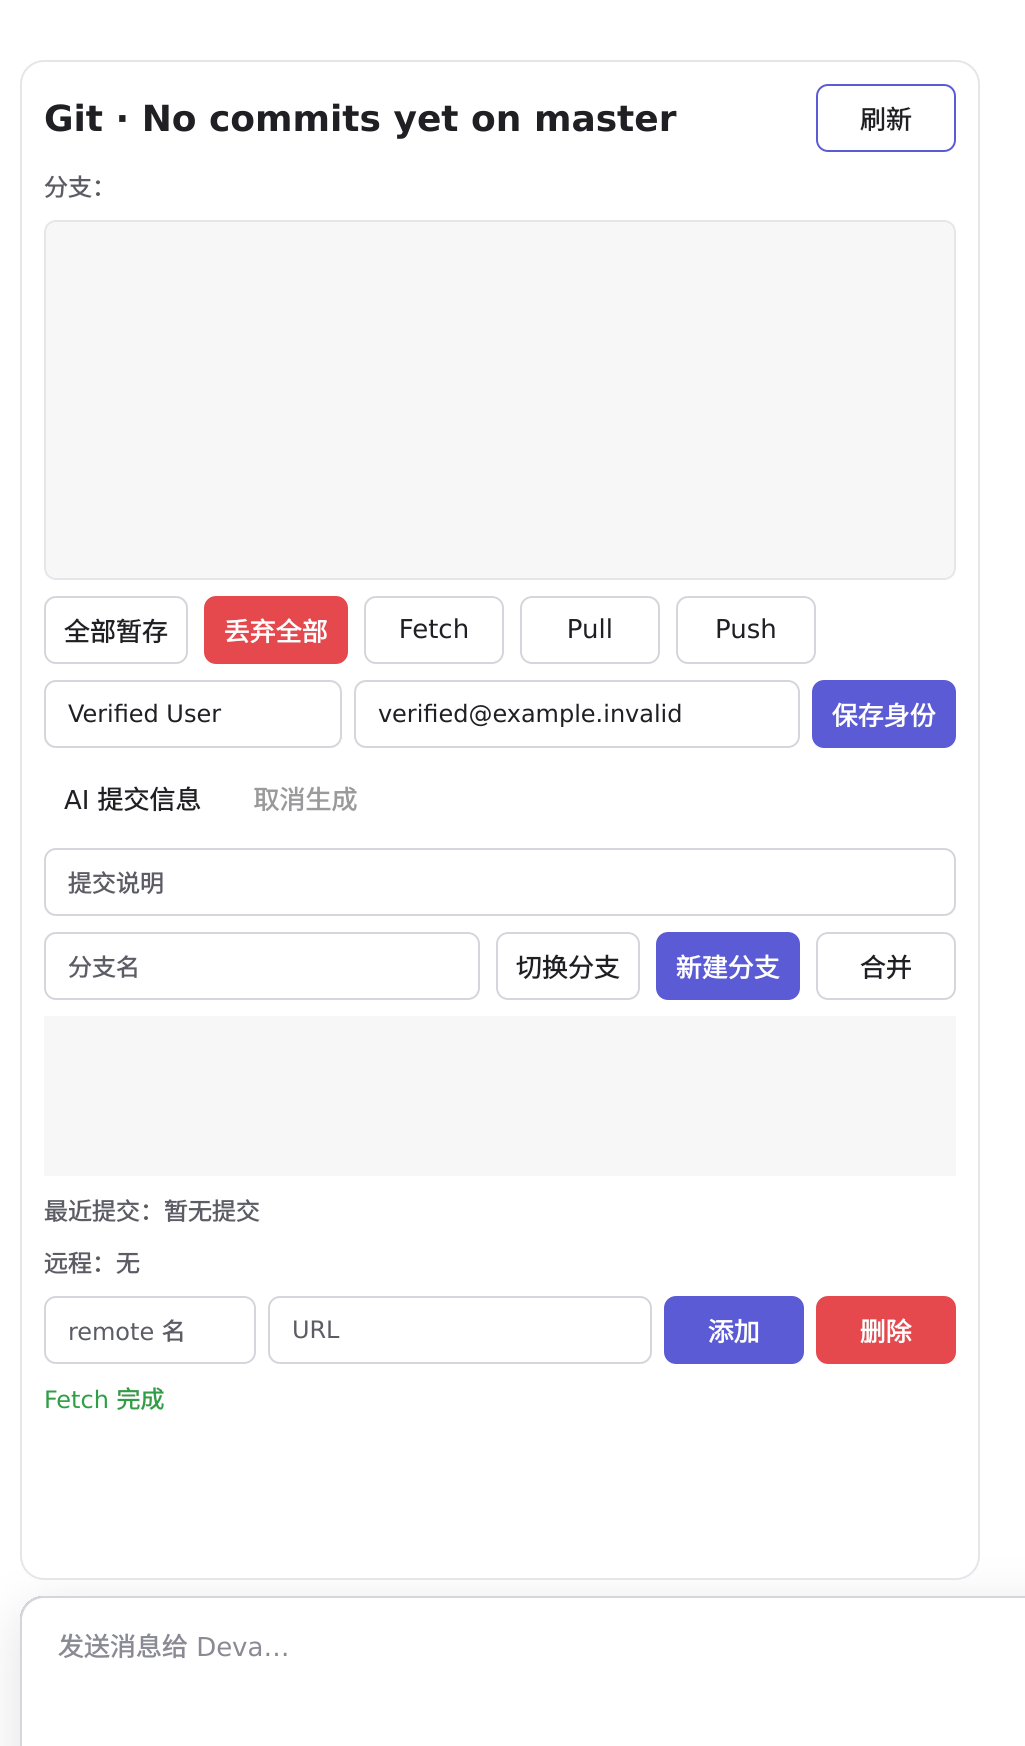 Git · No commits yet on master
刷新
分支：
全部暂存
丢弃全部
Fetch
Pull
Push
Verified User
verified@example.invalid
保存身份
AI 提交信息
取消生成
提交说明
分支名
切换分支
新建分支
合并
最近提交：暂无提交
远程：无
remote 名
URL
添加
删除
Fetch 完成
发送消息给 Deva...